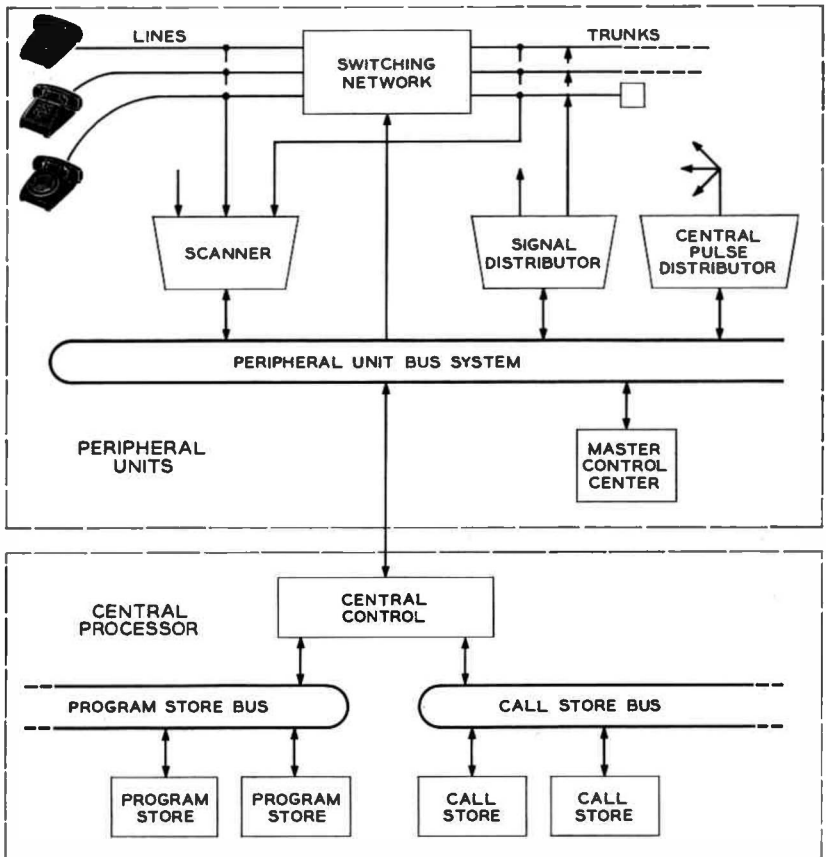 LINES
TRUNKS
SWITCHING
NETWORK
SCANNER
SIGNAL
DISTRIBUTOR
CENTRAL
PULSE
DISTRIBUTOR
PERIPHERAL UNIT BUS SYSTEM
PERIPHERAL
UNITS
MASTER
CONTROL
CENTER
CENTRAL
PROCESSOR
CENTRAL
CONTROL
PROGRAM STORE BUS
CALL STORE BUS
PROGRAM
STORE
PROGRAM
STORE
CALL
STORE
CALL
STORE